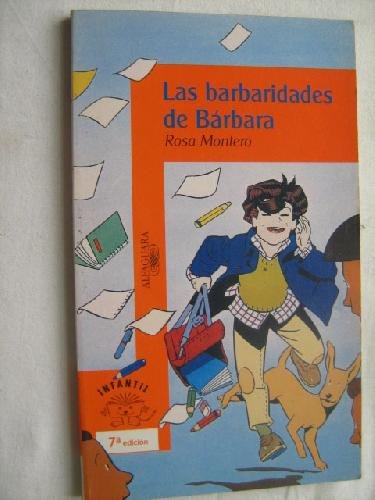 Las barbaridades
de Bárbara
Rosa Montero
ALFAGUARA
INFANTIL
7ª edición